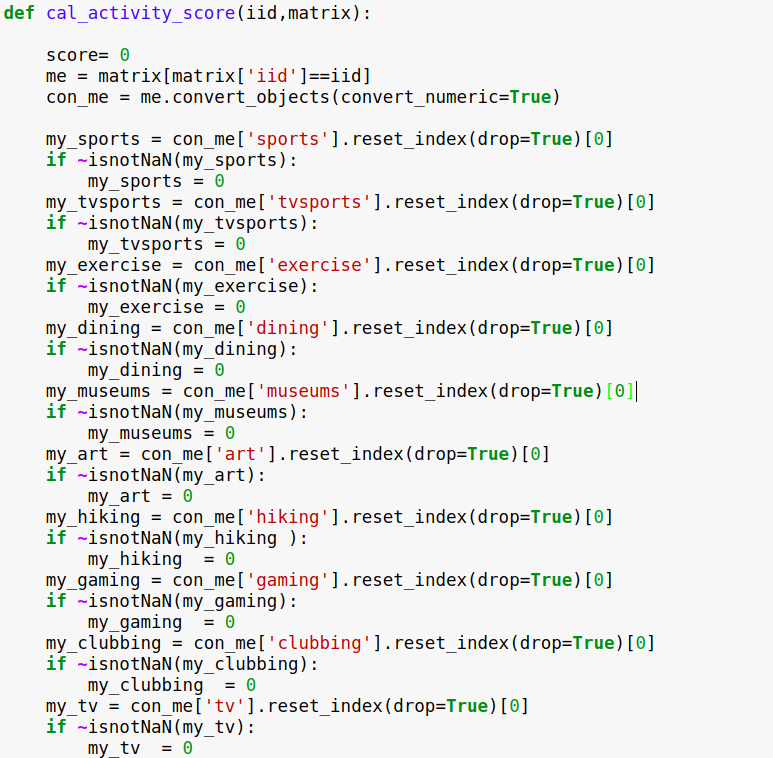 def cal_activity_score(iid,matrix):
    score= 0
    me = matrix[matrix['iid']==iid]
    con_me = me.convert_objects(convert_numeric=True)
    my_sports = con_me['sports'].reset_index(drop=True)[0]
    if ~isnotNaN(my_sports):
        my_sports = 0
    my_tvsports = con_me['tvsports'].reset_index(drop=True)[0]
    if ~isnotNaN(my_tvsports):
        my_tvsports = 0
    my_exercise = con_me['exercise'].reset_index(drop=True)[0]
    if ~isnotNaN(my_exercise):
        my_exercise = 0
    my_dining = con_me['dining'].reset_index(drop=True)[0]
    if ~isnotNaN(my_dining):
        my_dining = 0
    my_museums = con_me['museums'].reset_index(drop=True)[0]
    if ~isnotNaN(my_museums):
        my_museums = 0
    my_art = con_me['art'].reset_index(drop=True)[0]
    if ~isnotNaN(my_art):
        my_art = 0
    my_hiking = con_me['hiking'].reset_index(drop=True)[0]
    if ~isnotNaN(my_hiking ):
        my_hiking  = 0
    my_gaming = con_me['gaming'].reset_index(drop=True)[0]
    if ~isnotNaN(my_gaming):
        my_gaming  = 0
    my_clubbing = con_me['clubbing'].reset_index(drop=True)[0]
    if ~isnotNaN(my_clubbing):
        my_clubbing  = 0
    my_tv = con_me['tv'].reset_index(drop=True)[0]
    if ~isnotNaN(my_tv):
        my_tv  = 0